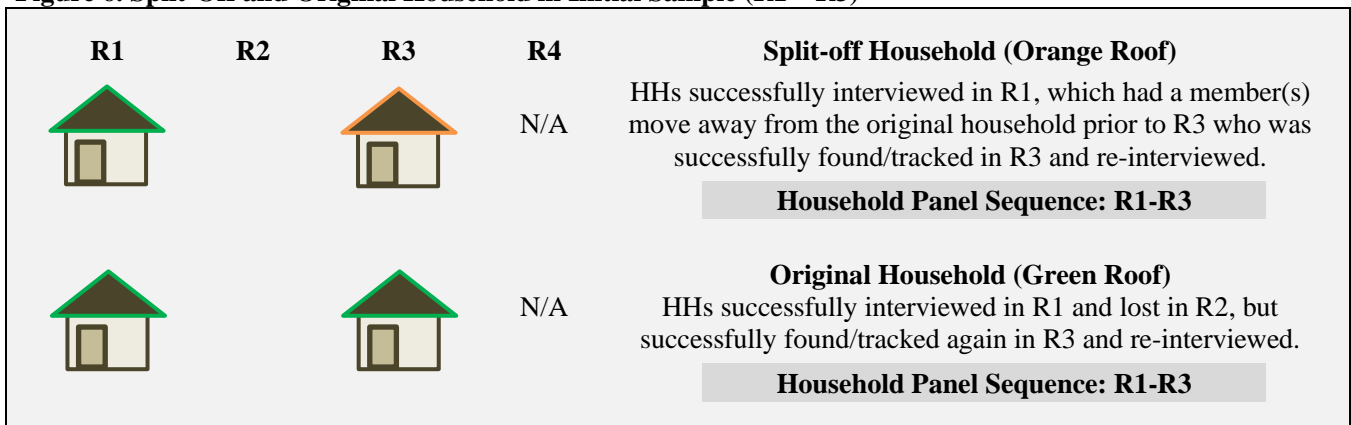 R1 R2 R3 R4 Split-off Household (Orange Roof)
HHs successfully interviewed in R1, which had a member(s)
N/A move away from the original household prior to R3 who was
successfully found/tracked in R3 and re-interviewed.
Household Panel Sequence: R1-R3
Original Household (Green Roof)
N/A HHs successfully interviewed in R1 and lost in R2, but
successfully found/tracked again in R3 and re-interviewed.
Household Panel Sequence: R1-R3